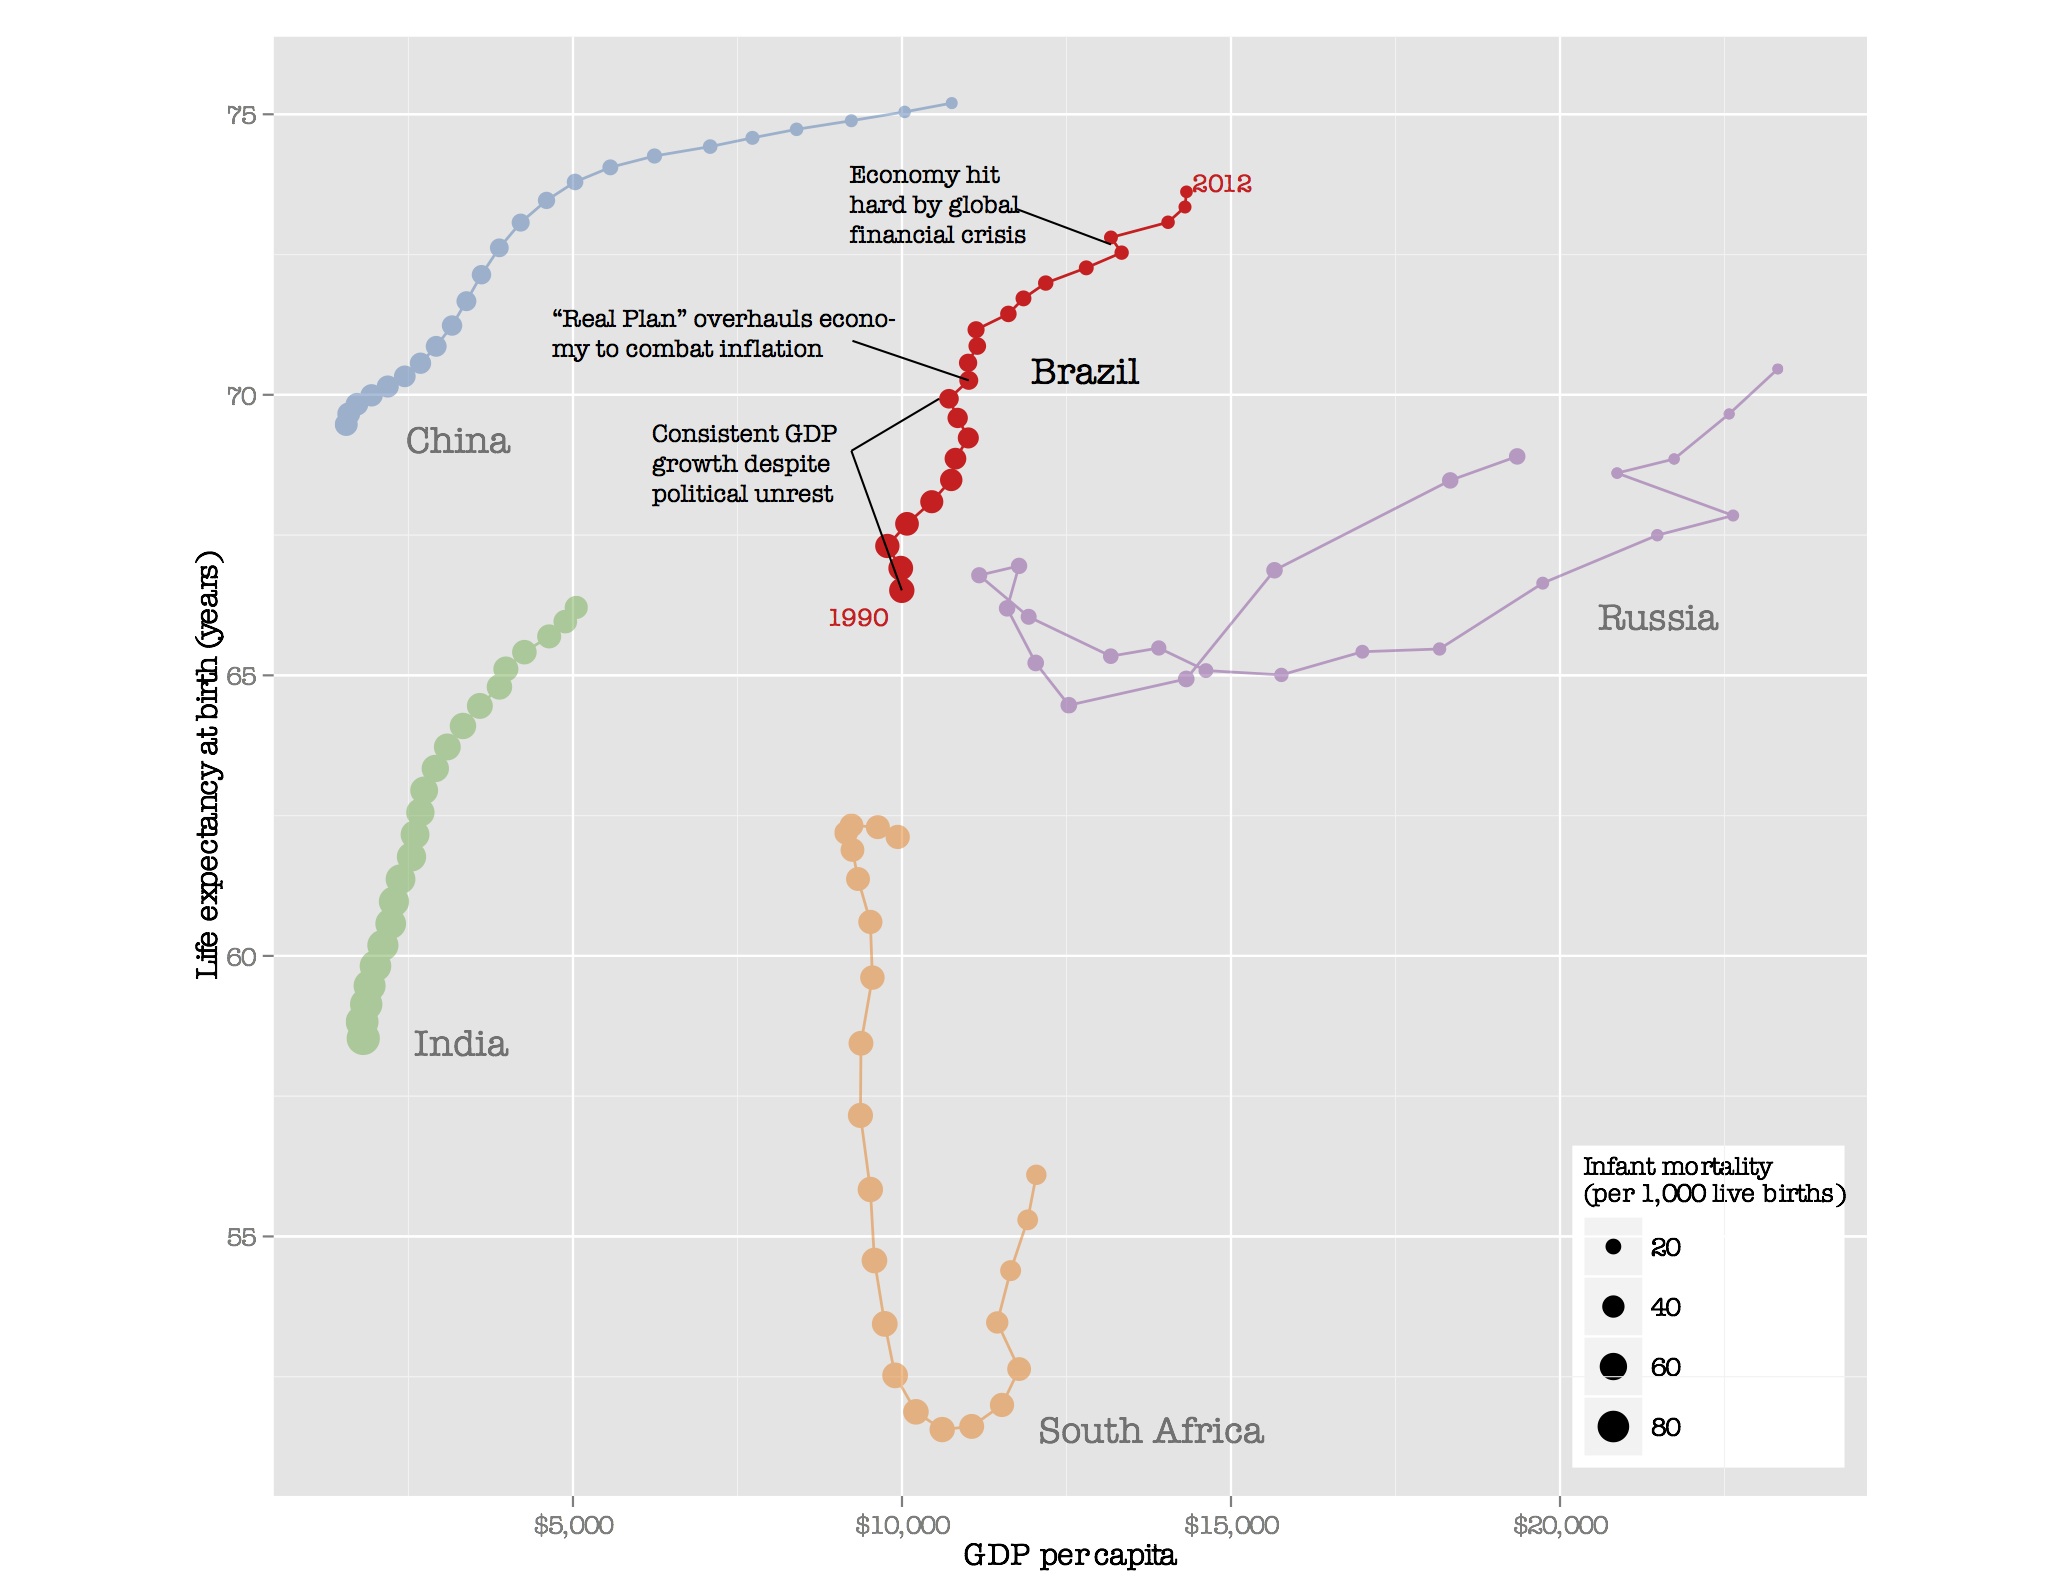 75
Economy hit
hard by global
financial crisis
2012
“Real Plan” overhauls econo-
my to combat inflation
Brazil
70
China
Consistent GDP
growth despite
political unrest
1990
Russia
Life expectancy at birth (years)
65
60
India
55
South Africa
Infant mortality
(per 1,000 live births)
20
40
60
80
$5,000
$10,000
$15,000
$20,000
GDP per capita